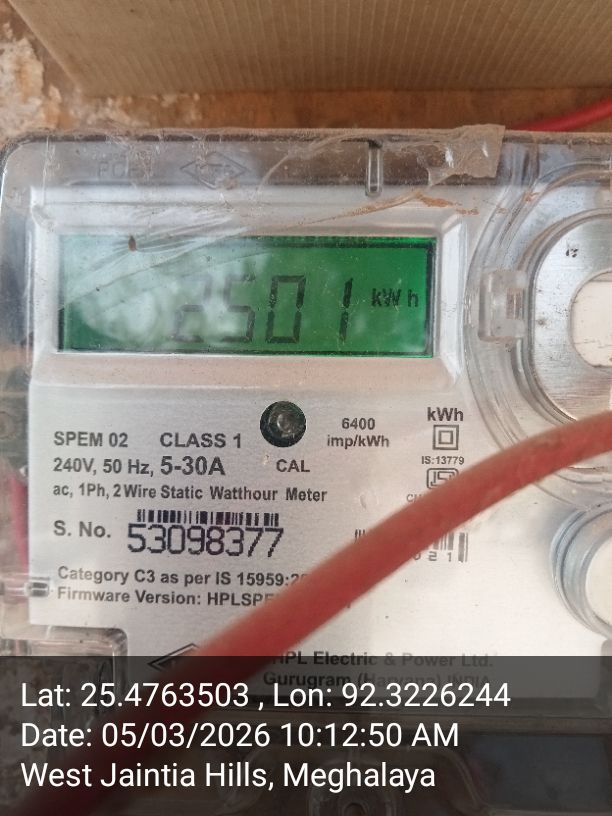 2501 kWh
SPEM 02 CLASS 1
6400
imp/kWh
kWh
240V, 50 Hz, 5-30A
CAL
IS:13779
ac, 1Ph, 2 Wire Static Watthour Meter
S. No. 53098377
Category C3 as per IS 15959:
Firmware Version:
HPL Electric & Power Ltd.
Gurugram (Haryana) INDIA
Lat: 25.4763503 , Lon: 92.3226244
Date: 05/03/2026 10:12:50 AM
West Jaintia Hills, Meghalaya